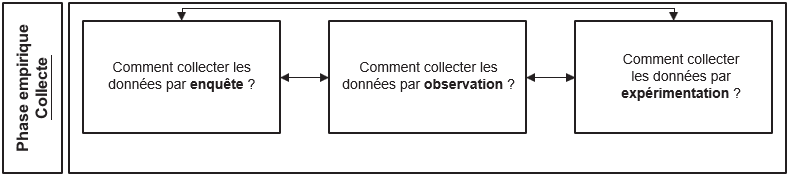 Phase empirique
Collecte
Comment collecter les
données par enquête ?
Comment collecter les
données par observation ?
Comment collecter
les données par
expérimentation ?